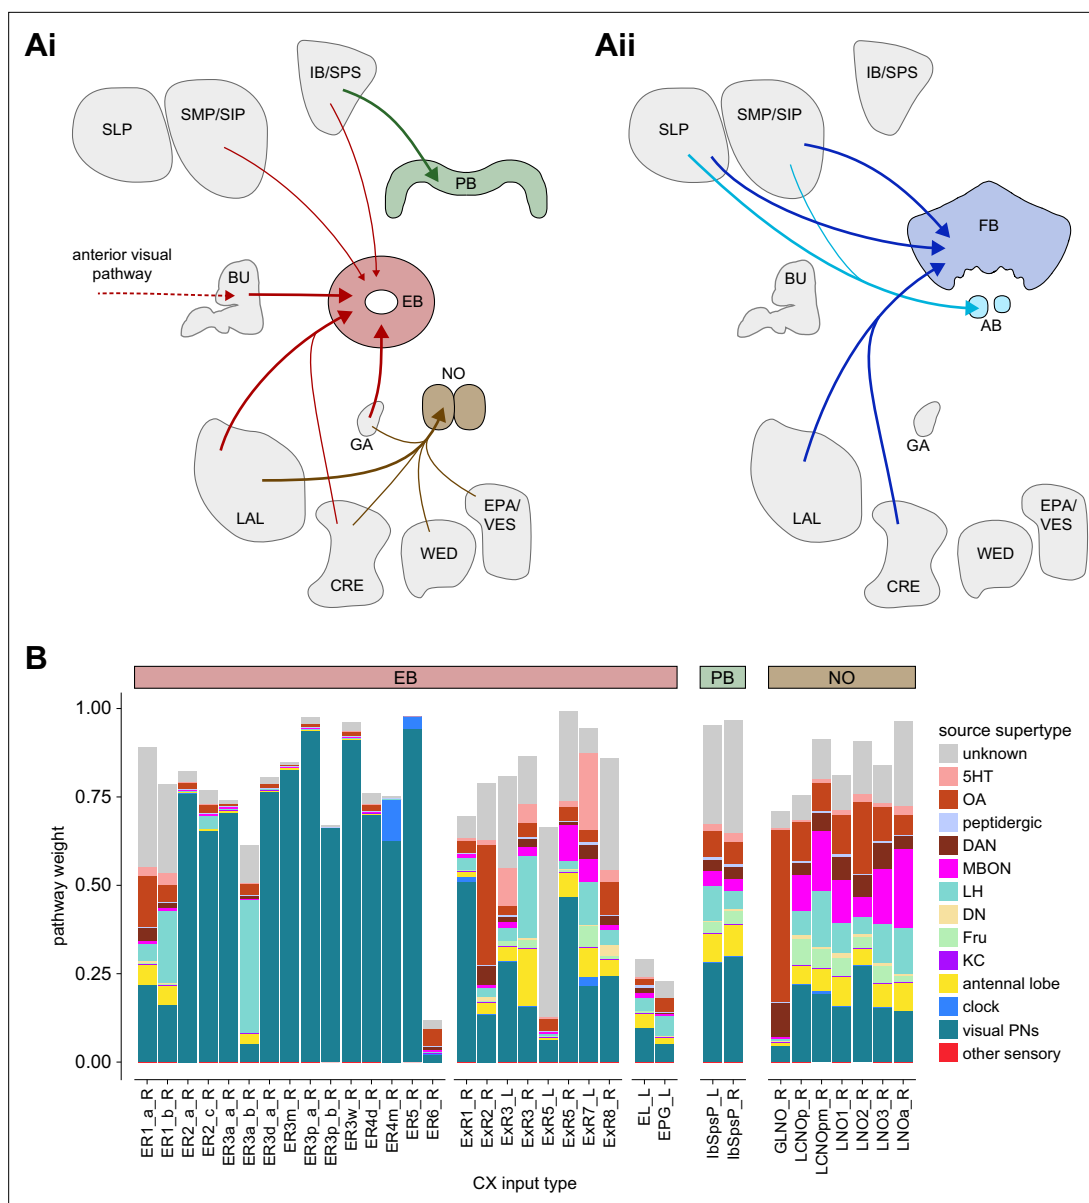 Ai
IB/SPS
SMP/SIP
SLP
PB
anterior visual
pathway
BU
EB
NO
GA
LAL
EPA/
VES
WED
CRE
Aii
IB/SPS
SMP/SIP
SLP
FB
BU
AB
GA
LAL
EPA/
VES
WED
CRE
B
EB
PB
NO
pathway weight
1.00
0.75
0.50
0.25
0.00
source supertype
unknown
5HT
OA
peptidergic
DAN
MBON
LH
DN
Fru
KC
antennal lobe
clock
visual PNs
other sensory
ER1_a_R
ER1_b_R
ER2_a_R
ER2_c_R
ER3a_a_R
ER3a_b_R
ER3d_a_R
ER3m_R
ER3p_a_R
ER3p_b_R
ER3w_R
ER4d_R
ER4m_R
ER5_R
ER6_R
ExR1_R
ExR2_R
ExR3_L
ExR3_R
ExR5_L
ExR5_R
ExR7_L
ExR8_R
EL_L
EPG_L
IbSpsP_L
IbSpsP_R
GLNO_R
LCNOp_R
LCNOpm_R
LNO1_R
LNO2_R
LNO3_R
LNOa_R
CX input type